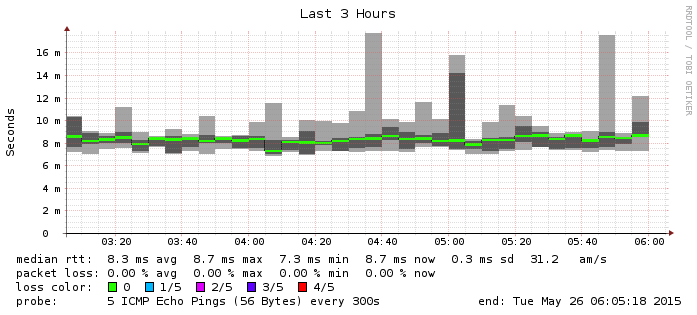 Last 3 Hours
RRDTOOL / TOBI OETIKER
Seconds
16 m
14 m
12 m
10 m
8 m
6 m
4 m
2 m
0
03:20 03:40 04:00 04:20 04:40 05:00 05:20 05:40 06:00
median rtt: 8.3 ms avg 8.7 ms max 7.3 ms min 8.7 ms now 0.3 ms sd 31.2 am/s
packet loss: 0.00 % avg 0.00 % max 0.00 % min 0.00 % now
loss color: 0 1/5 2/5 3/5 4/5
probe: 5 ICMP Echo Pings (56 Bytes) every 300s end: Tue May 26 06:05:18 2015